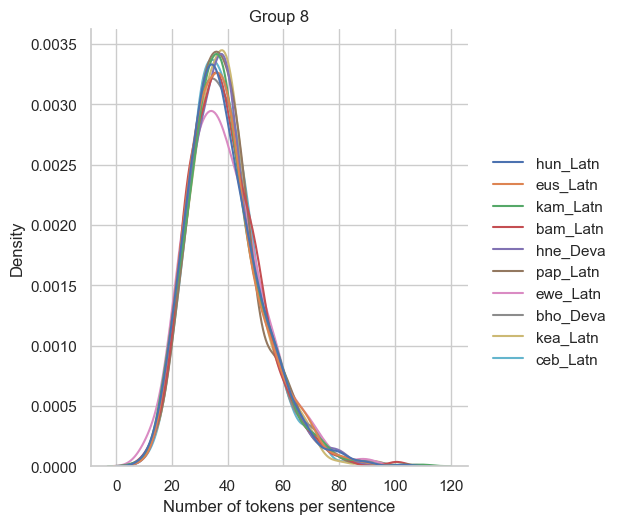 Group 8
0.0035
0.0030
0.0025
0.0020
0.0015
0.0010
0.0005
0.0000
Density
0 20 40 60 80 100 120
Number of tokens per sentence
hun_Latn
eus_Latn
kam_Latn
bam_Latn
hne_Deva
pap_Latn
ewe_Latn
bho_Deva
kea_Latn
ceb_Latn